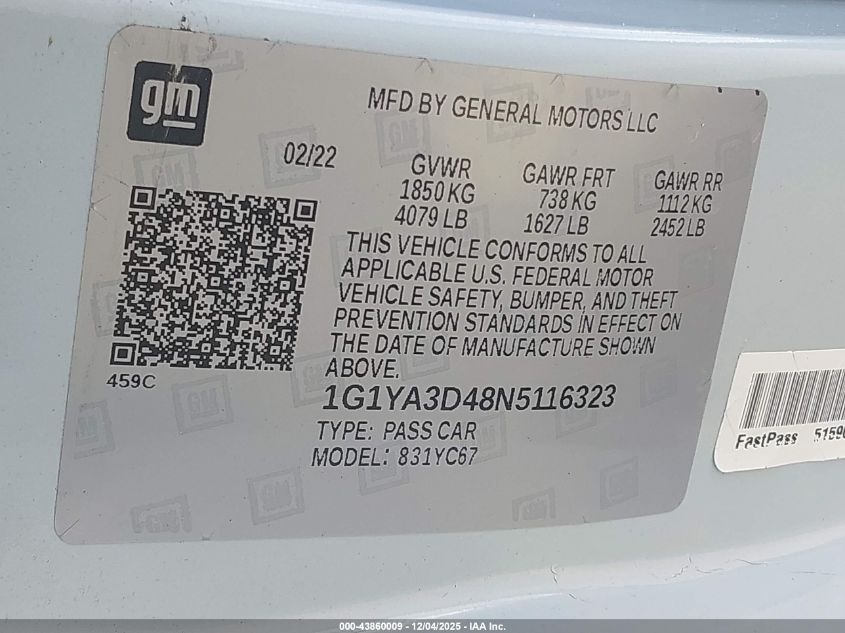 gm
MFD BY GENERAL MOTORS LLC
02/22
GVWR GAWR FRT GAWR RR
1850 KG 738 KG 1112 KG
4079 LB 1627 LB 2452 LB
THIS VEHICLE CONFORMS TO ALL
APPLICABLE U.S. FEDERAL MOTOR
VEHICLE SAFETY, BUMPER, AND THEFT
PREVENTION STANDARDS IN EFFECT ON
THE DATE OF MANUFACTURE SHOWN
ABOVE.
459C
1G1YA3D48N5116323
TYPE: PASS CAR
MODEL: 831YC67
FastPass
000-43860009 - 12/04/2025 - IAA Inc.